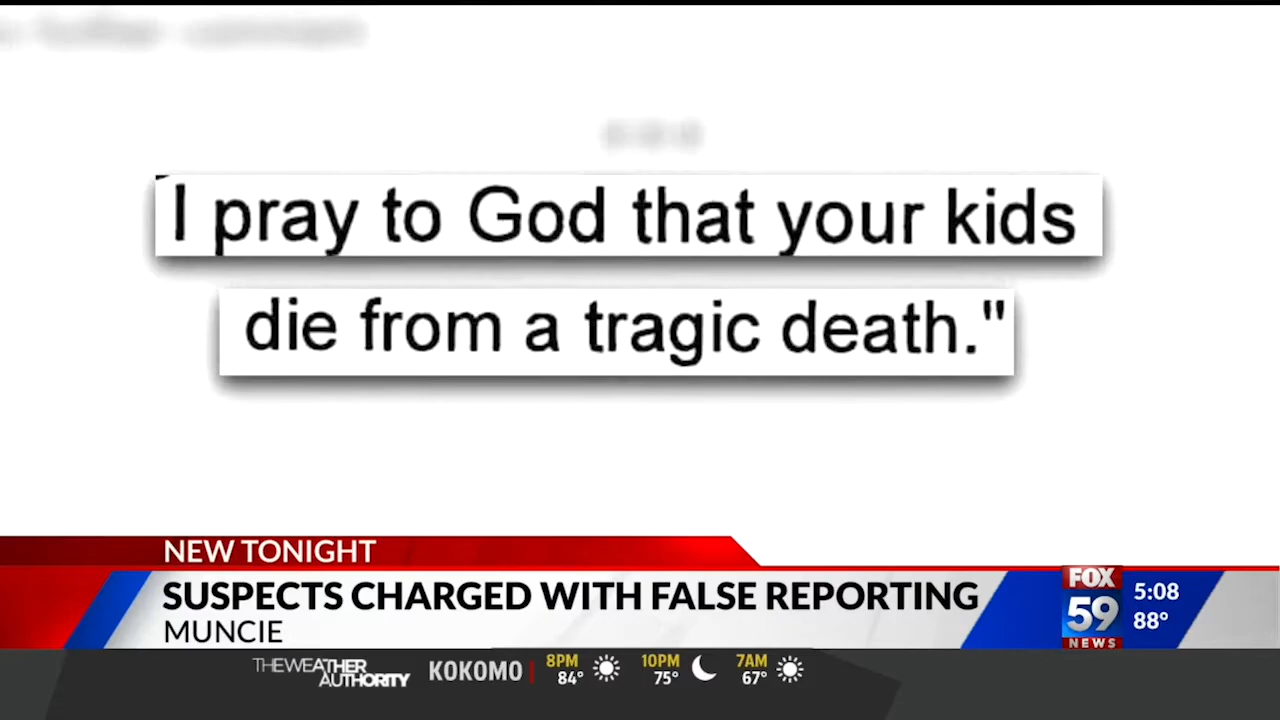 I pray to God that your kids
die from a tragic death."
NEW TONIGHT
SUSPECTS CHARGED WITH FALSE REPORTING
MUNCIE
FOX
59
NEWS
5:08
88°
THE WEATHER
AUTHORITY
KOKOMO
8PM
84°
10PM
75°
7AM
67°